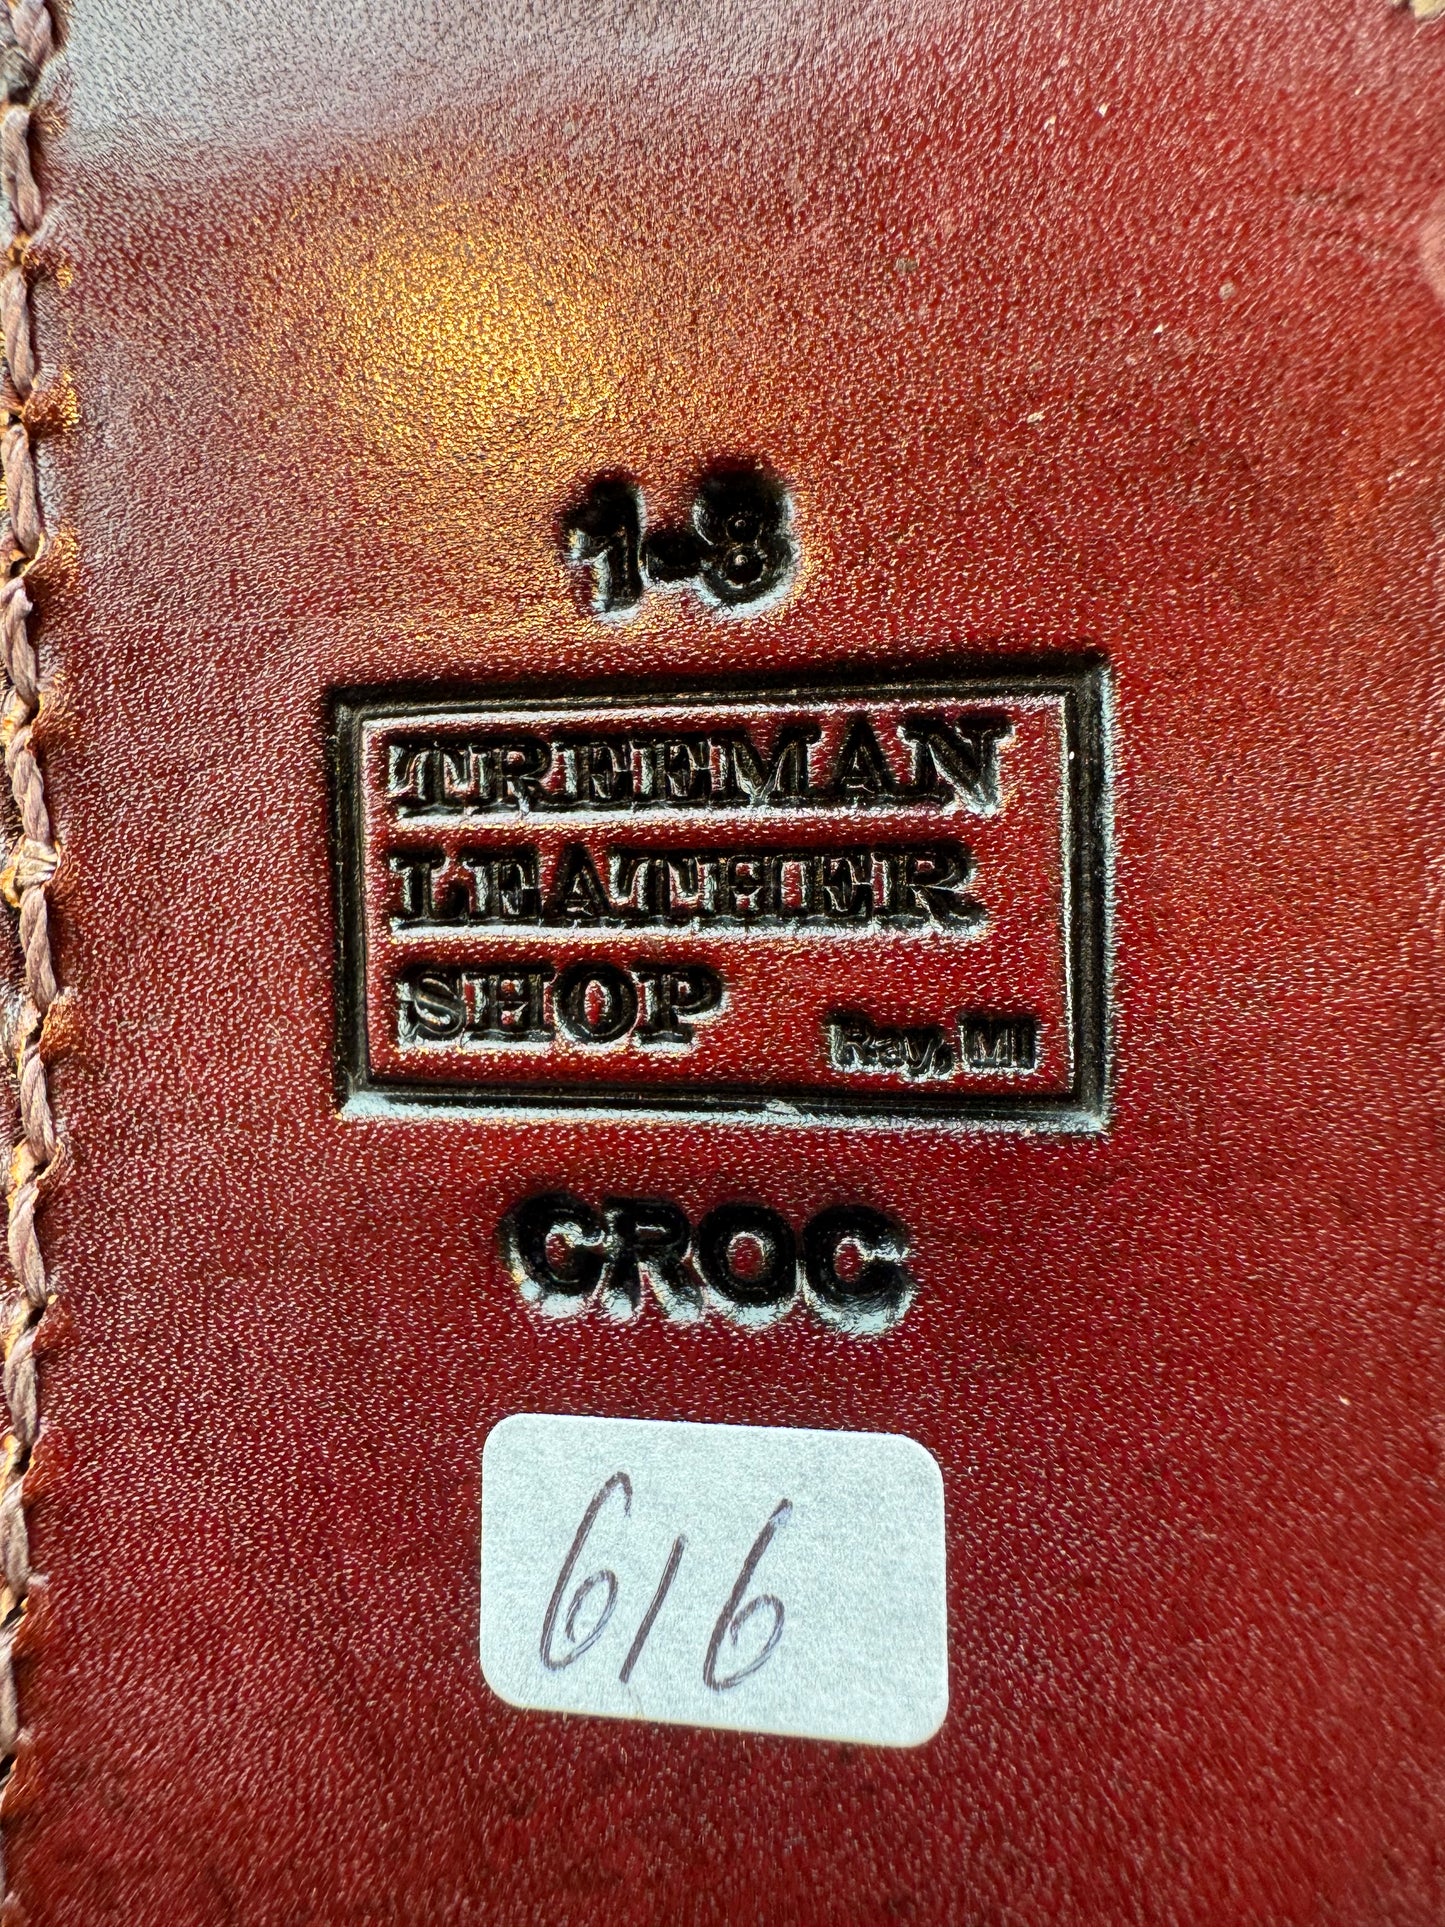 1-8
TREEMAN
LEATHER
SHOP
Ray, MI
CROC
616